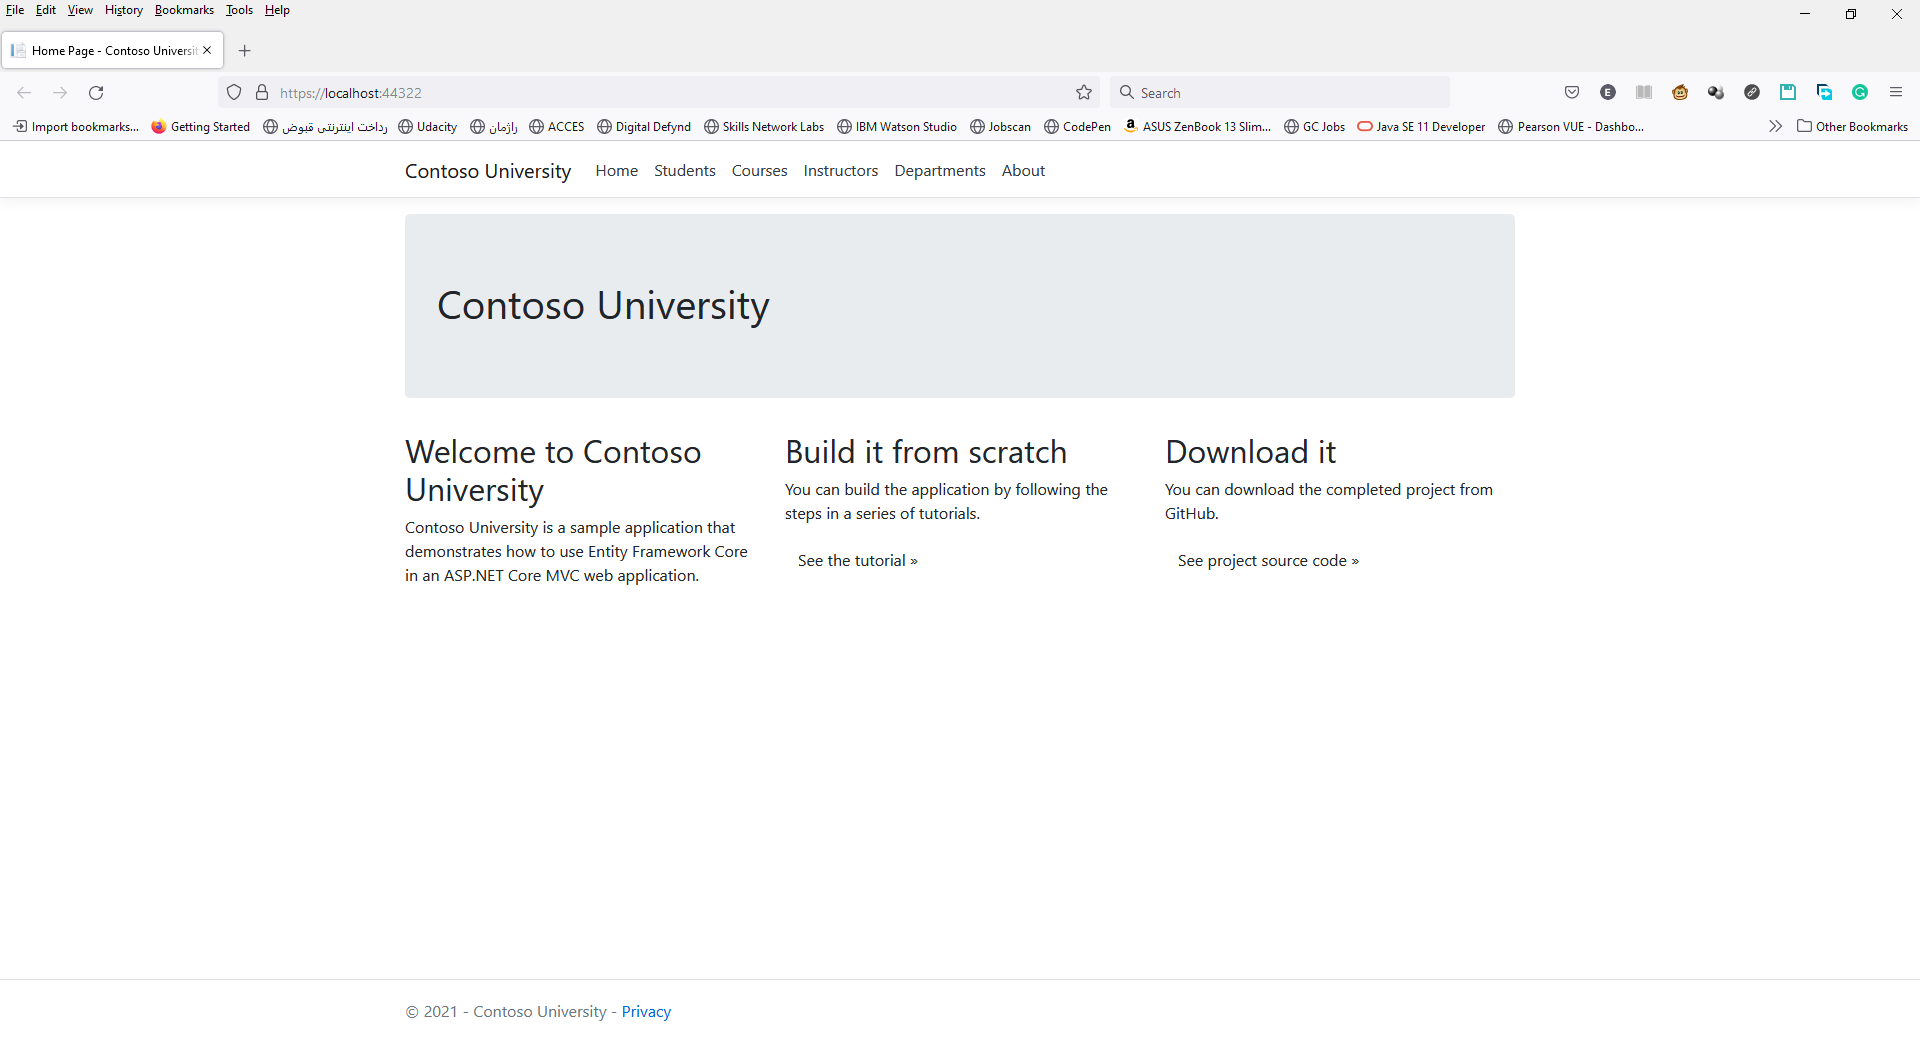 File Edit View History Bookmarks Tools Help
Home Page - Contoso Universit
https://localhost:44322
Search
E
Import bookmarks... Getting Started رداخت اینترنتی قبوض Udacity راژمان ACCES Digital Defynd Skills Network Labs IBM Watson Studio Jobscan CodePen a ASUS ZenBook 13 Slim... GC Jobs Java SE 11 Developer Pearson VUE - Dashbo... Other Bookmarks
Contoso University Home Students Courses Instructors Departments About
Contoso University
Welcome to Contoso
University
Contoso University is a sample application that
demonstrates how to use Entity Framework Core
in an ASP.NET Core MVC web application.
Build it from scratch
You can build the application by following the
steps in a series of tutorials.
See the tutorial »
Download it
You can download the completed project from
GitHub.
See project source code »
© 2021 - Contoso University - Privacy